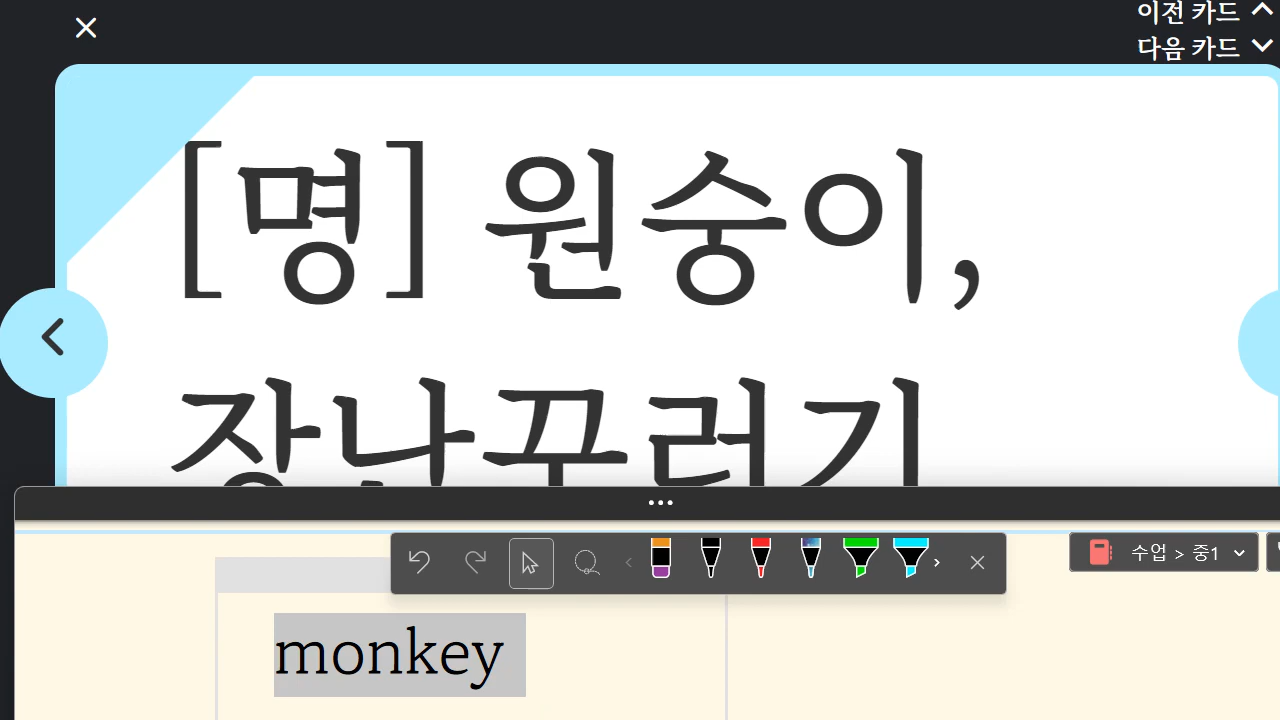 이전 카드
다음 카드
[명] 원숭이,
장난꾸러기
수업 > 중1
monkey